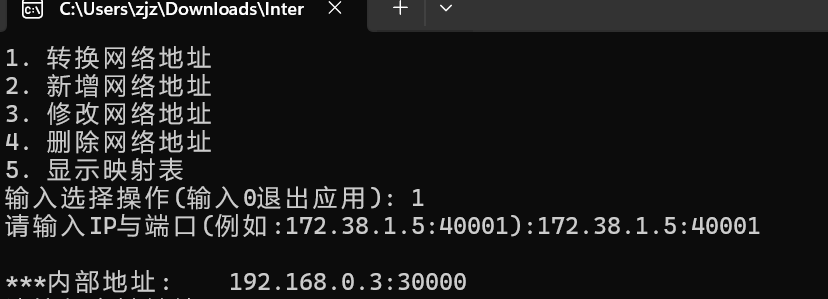 C:\Users\zjz\Downloads\Inter
1. 转换网络地址
2. 新增网络地址
3. 修改网络地址
4. 删除网络地址
5. 显示映射表
输入选择操作(输入0退出应用): 1
请输入IP与端口(例如:172.38.1.5:40001):172.38.1.5:40001
***内部地址: 192.168.0.3:30000